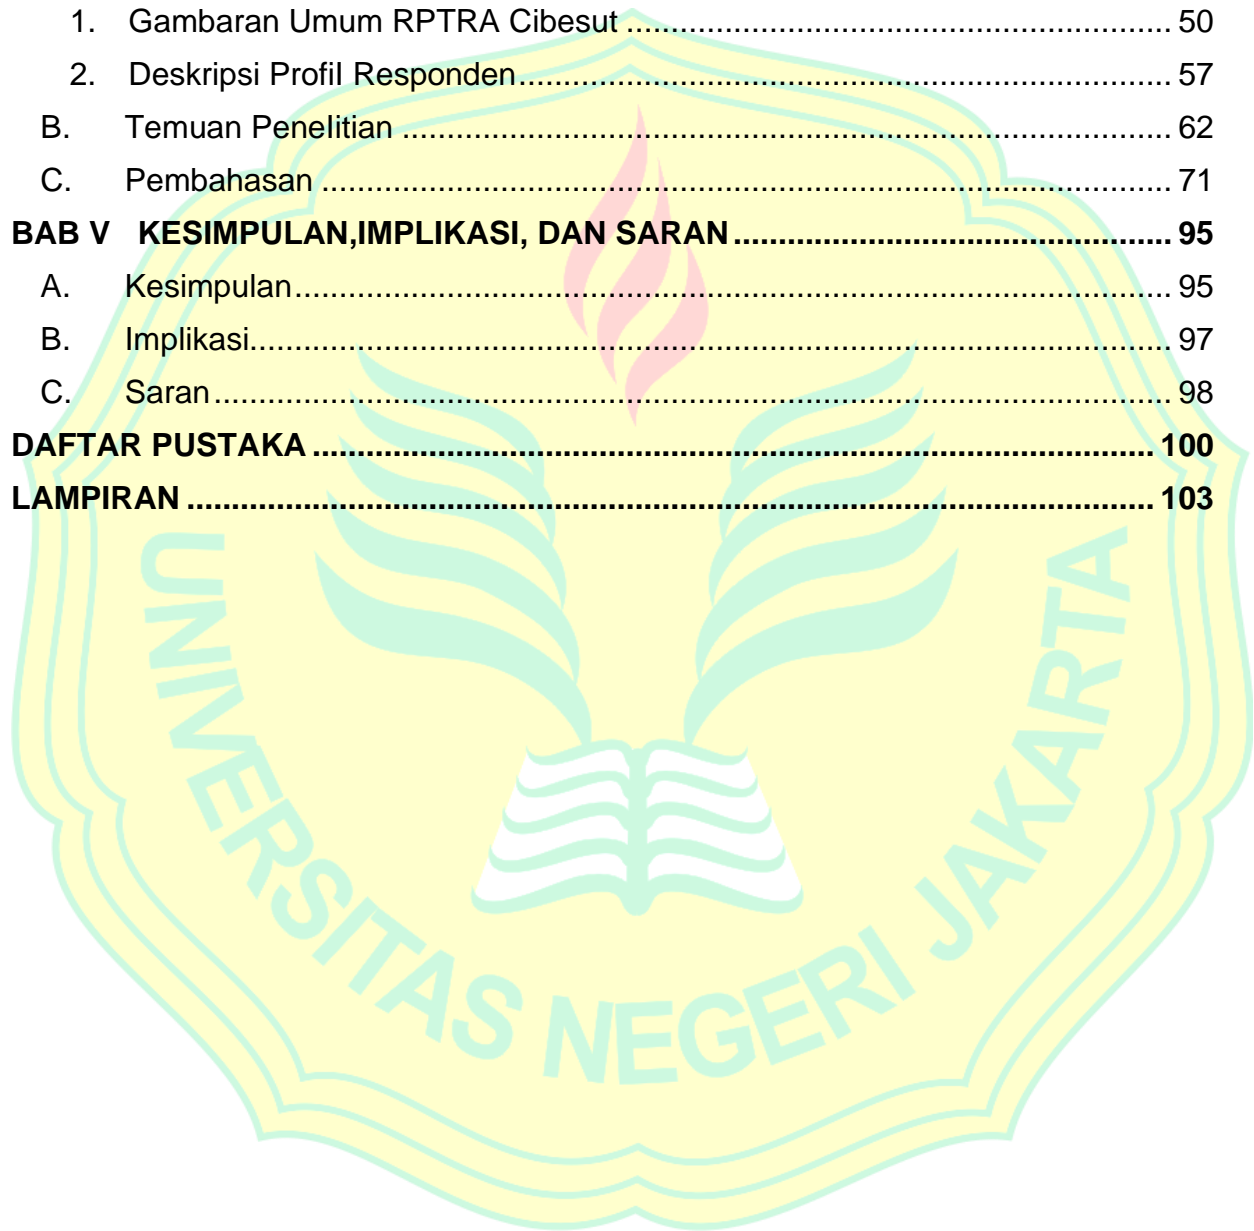 1. Gambaran Umum RPTRA Cibesut ............................................................. 50
2. Deskripsi Profil Responden......................................................................... 57
B. Temuan Penelitian ...................................................................................... 62
C. Pembahasan ............................................................................................... 71
BAB V KESIMPULAN,IMPLIKASI, DAN SARAN ................................................. 95
A. Kesimpulan.................................................................................................. 95
B. Implikasi....................................................................................................... 97
C. Saran ........................................................................................................... 98
DAFTAR PUSTAKA .............................................................................................. 100
LAMPIRAN ............................................................................................................ 103
UNIVERSITAS NEGERI JAKARTA